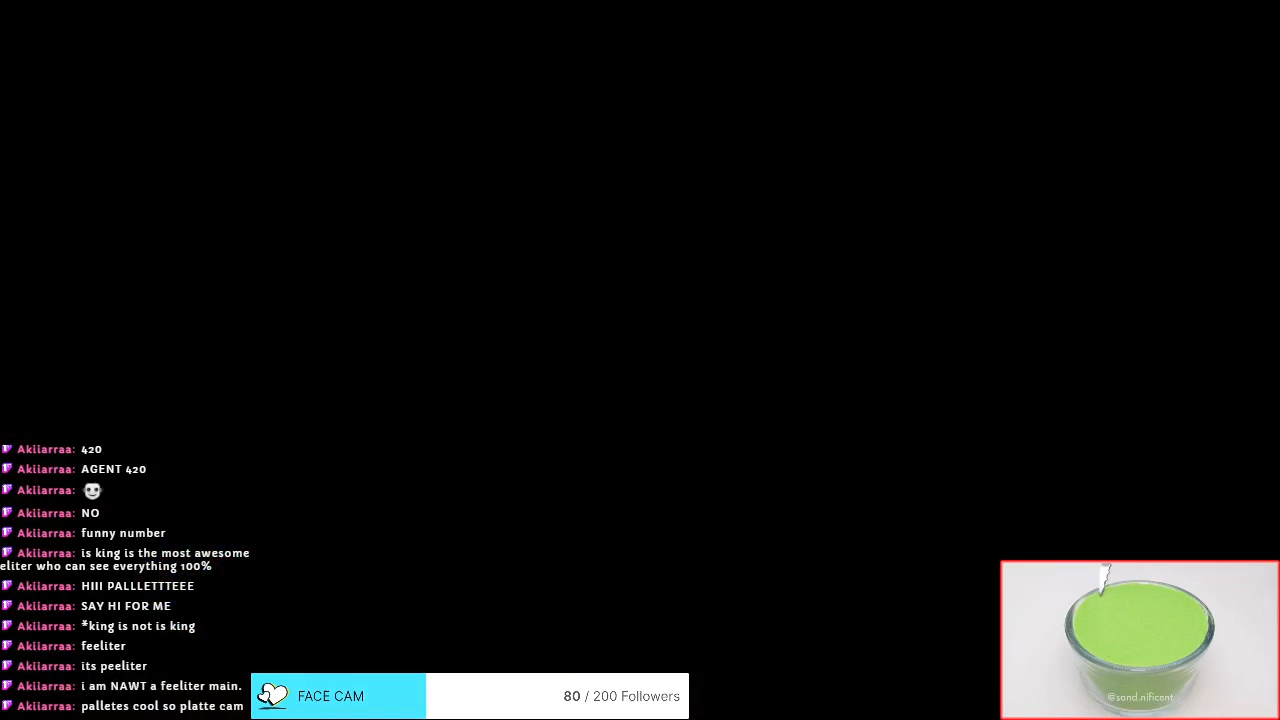 Akiiarraa: 420
Akiiarraa: AGENT 420
Akiiarraa:
Akiiarraa: NO
Akiiarraa: funny number
Akiiarraa: is king is the most awesome
eliter who can see everything 100%
Akiiarraa: HIII PALLLETTTEEE
Akiiarraa: SAY HI FOR ME
Akiiarraa: *king is not is king
Akiiarraa: feeliter
Akiiarraa: its peeliter
Akiiarraa: i am NAWT a feeliter main.
Akiiarraa: palletes cool so platte cam
FACE CAM
80 / 200 Followers
@sand.nificent